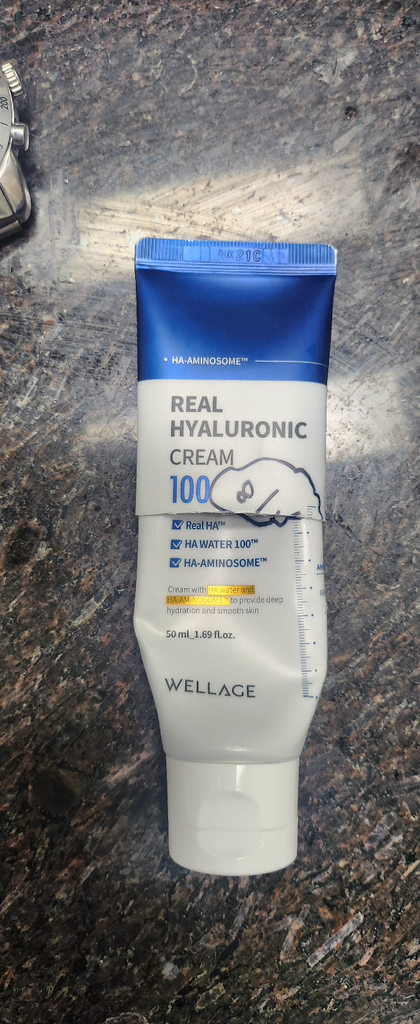 200
HA-AMINOSOME™
REAL
HYALURONIC
CREAM
100
Real HA™
HA WATER 100™
HA-AMINOSOME™
Cream with HA water and
HA-AMINOSOME™ to provide deep
hydration and smooth skin
50 ml_1.69 fl.oz.
WELLAGE